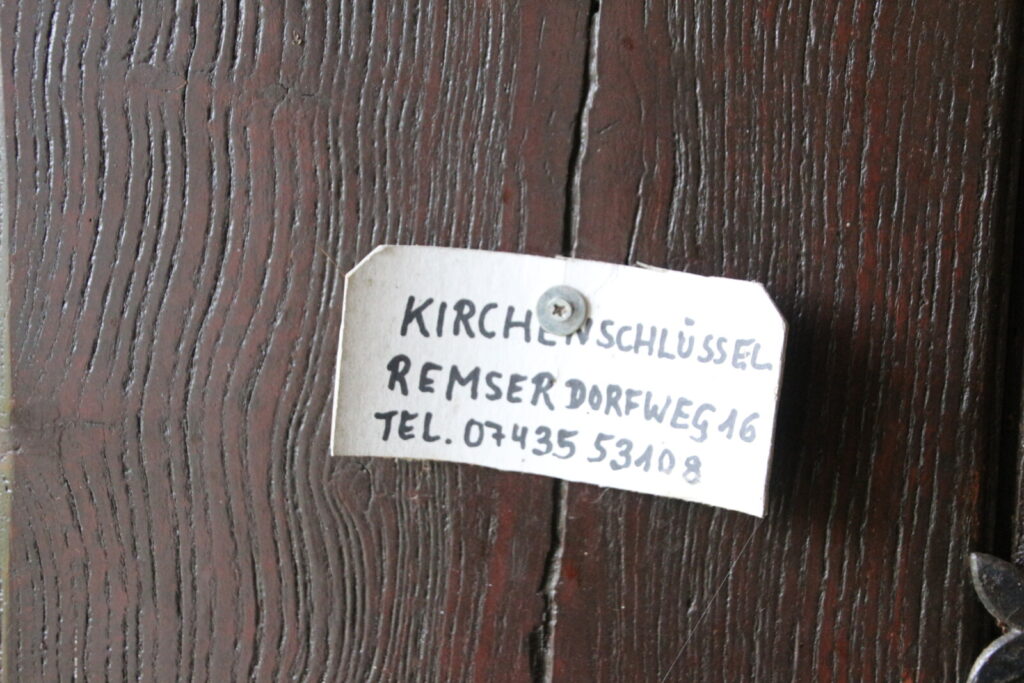 KIRCHENSCHLÜSSEL
REMSER DORFWEG 16
TEL. 07435 53108